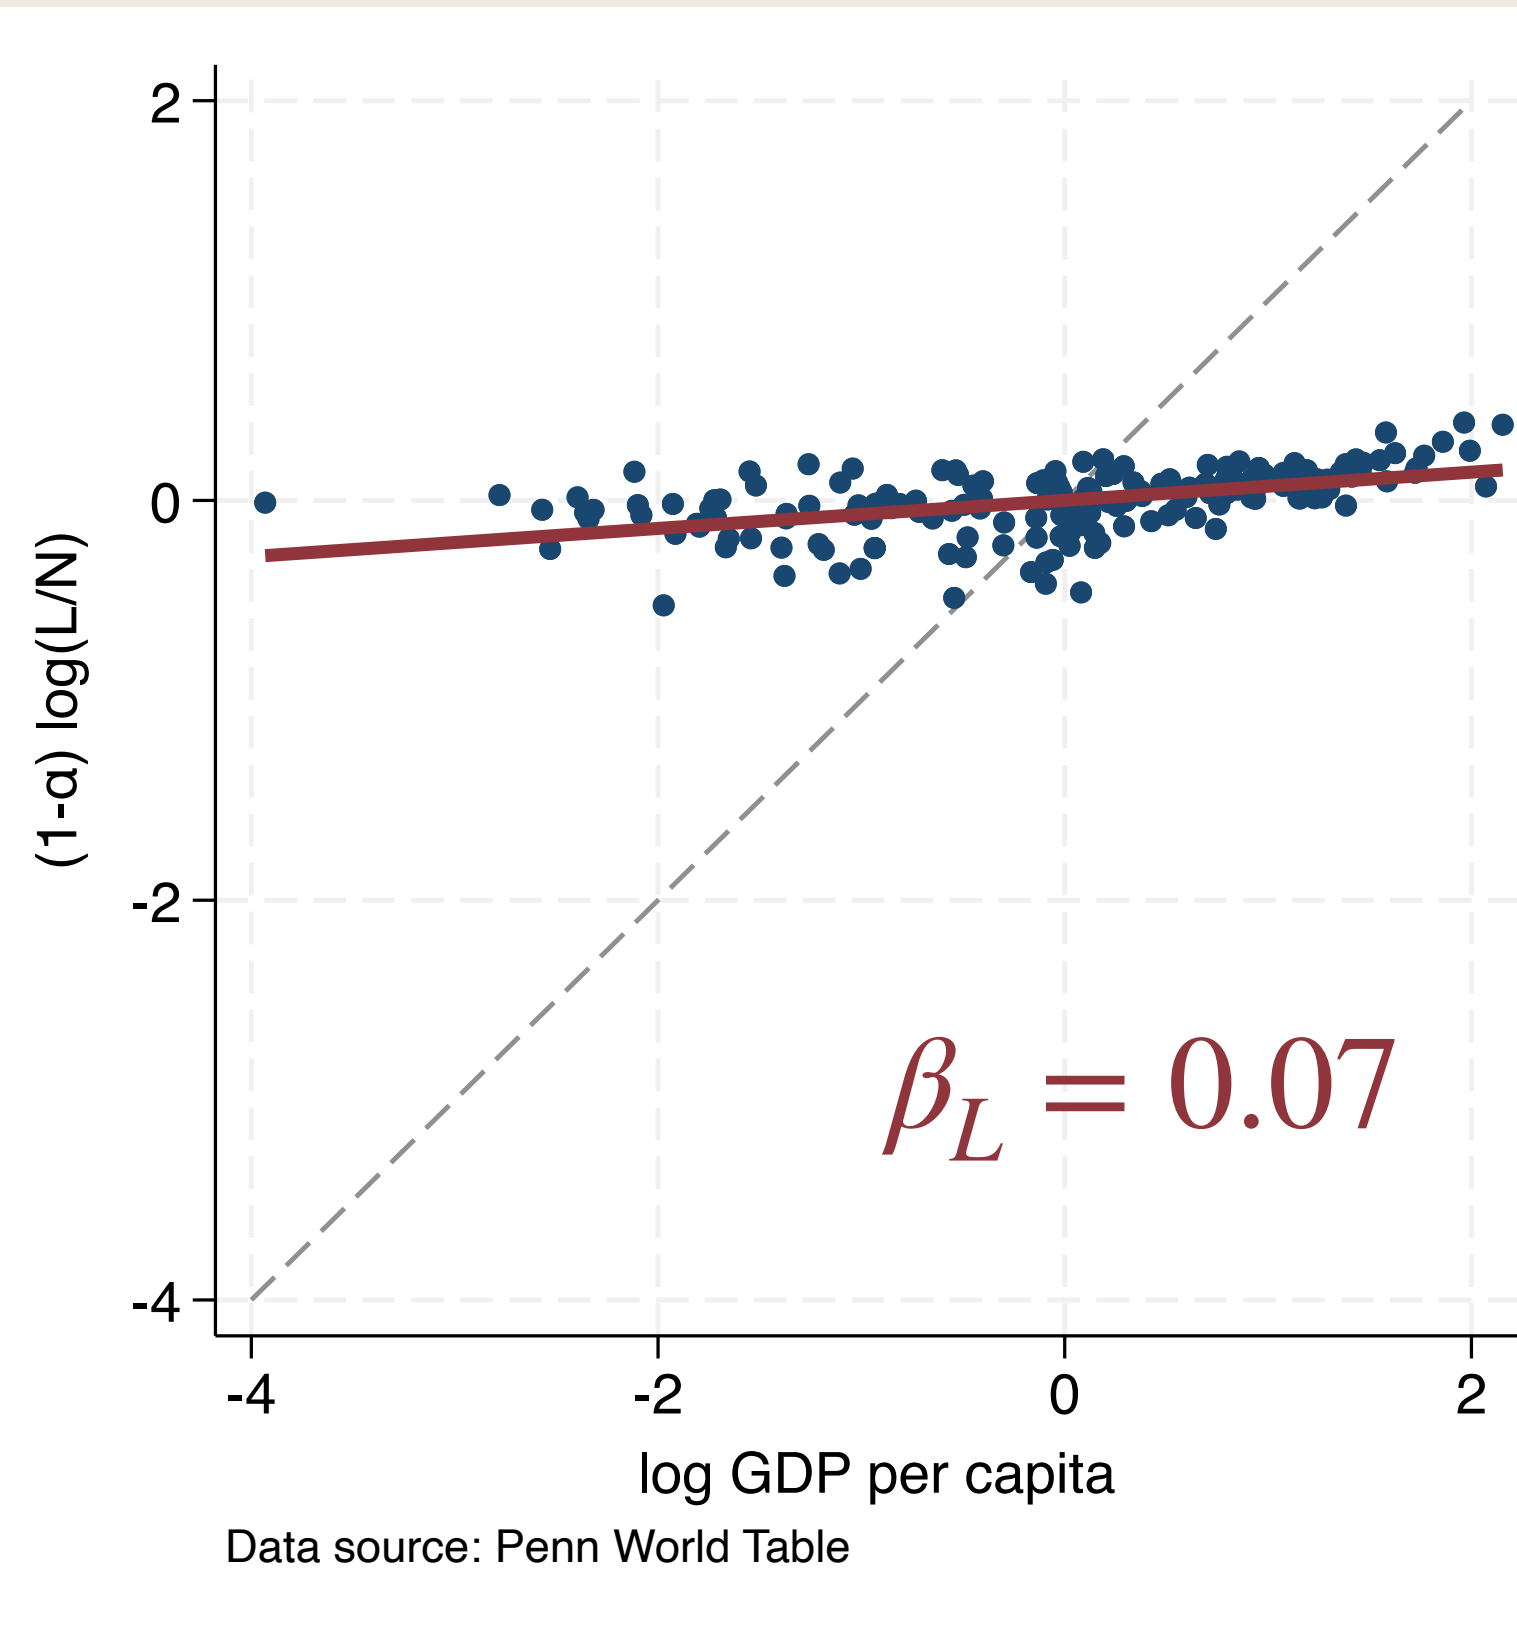 2
0
-2
-4
(1-α) log(L/N)
β_L = 0.07
-4 -2 0 2
log GDP per capita
Data source: Penn World Table